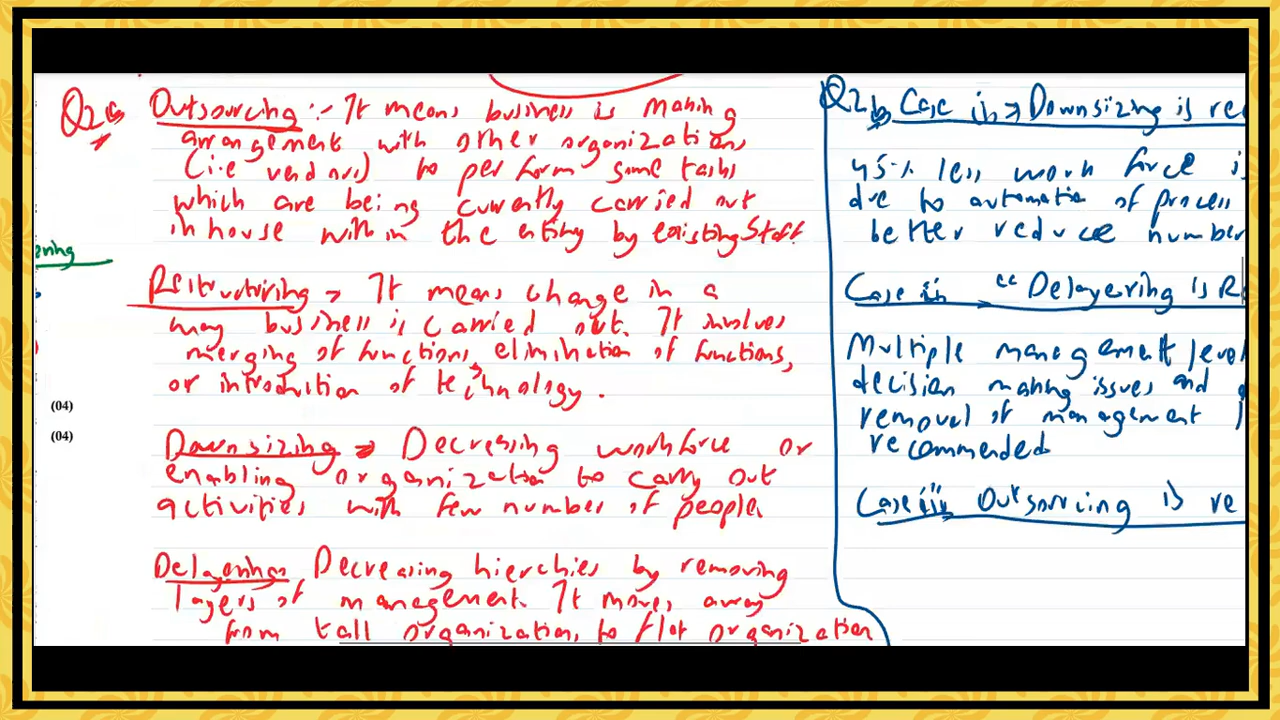 Q2a Outsourcing :- It means business is making
arrangement with other organizations
(i.e vendors) to perform some tasks
which are being currently carried out
in house within the entity by existing Staff.
Restructuring → It means change in a
way business is carried out. It involves
merging of functions, elimination of functions,
or introduction of technology.
(04)
(04)
Downsizing → Decreasing workforce or
enabling organization to carry out
activities with few number of people
Delayering Decreasing hierchies by removing
layers of management. It moves away
from tall organization, to flat organization
Q2b Case i → Downsizing is re
45% less work force i
due to automation of process
better reduce number
Case ii "Delayering is R
Multiple management level
decision making issues and
removal of management l
recommended
Case iii Outsourcing is re
ering